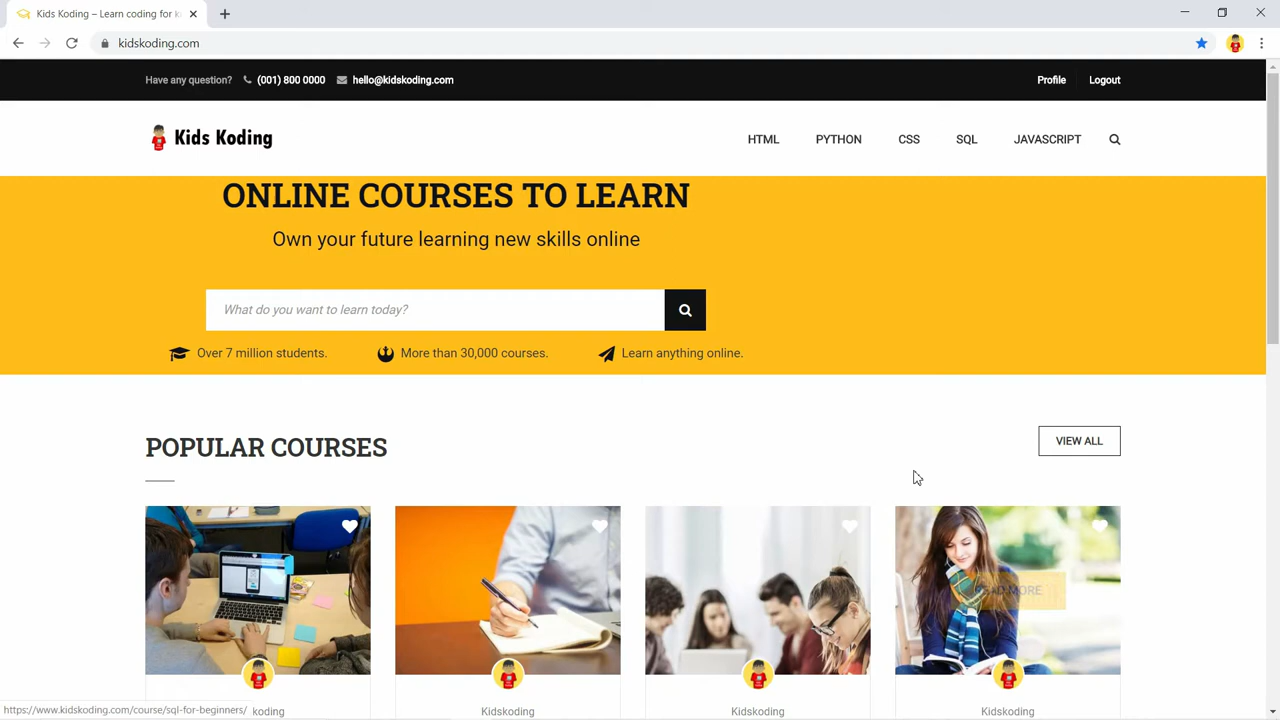 Kids Koding – Learn coding for k
kidskoding.com
Have any question? (001) 800 0000 hello@kidskoding.com Profile Logout
Kids Koding HTML PYTHON CSS SQL JAVASCRIPT
ONLINE COURSES TO LEARN
Own your future learning new skills online
What do you want to learn today?
Over 7 million students. More than 30,000 courses. Learn anything online.
POPULAR COURSES VIEW ALL
READ MORE
https://www.kidskoding.com/course/sql-for-beginners/ koding Kidskoding Kidskoding Kidskoding